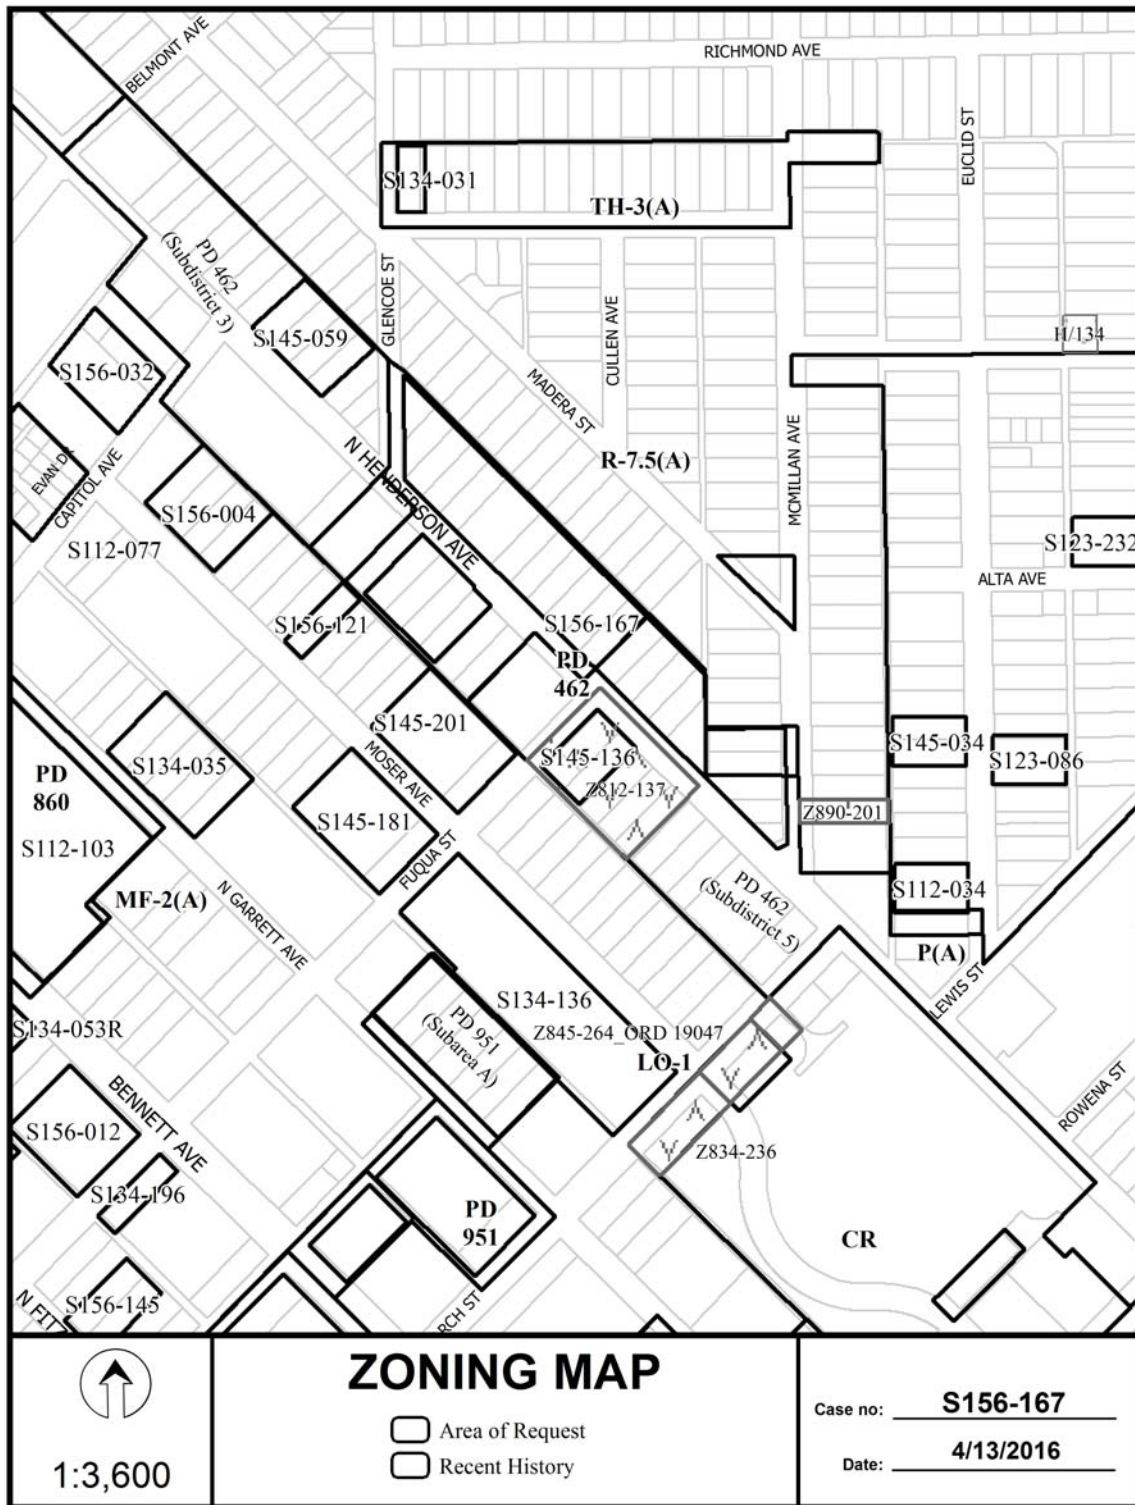 BELMONT AVE
RICHMOND AVE
EUCLID ST
S134-031
TH-3(A)
PD 462
(Subdistrict 3)
GLENCOE ST
CULLEN AVE
S145-059
H/134
S156-032
MADERA ST
MCMILLAN AVE
N HENDERSON AVE
R-7.5(A)
EVAN DR
CAPITOL AVE
S156-004
S112-077
S123-232
ALTA AVE
S156-121
S156-167
PD
462
S145-201
S145-136
Z812-137
S145-034
S123-086
S134-035
MOSER AVE
PD
860
Z890-201
S145-181
S112-103
FUQUA ST
MF-2(A)
N GARRETT AVE
PD 462
(Subdistrict 5)
S112-034
P(A)
LEWIS ST
S134-136
PD 951
(Subarea A)
Z845-264_ORD 19047
LO-1
S134-053R
BENNETT AVE
ROWENA ST
S156-012
Z834-236
S134-196
PD
951
CR
S156-145
N FITZ
RCH ST
1:3,600
ZONING MAP
Area of Request
Recent History
Case no: S156-167
Date: 4/13/2016